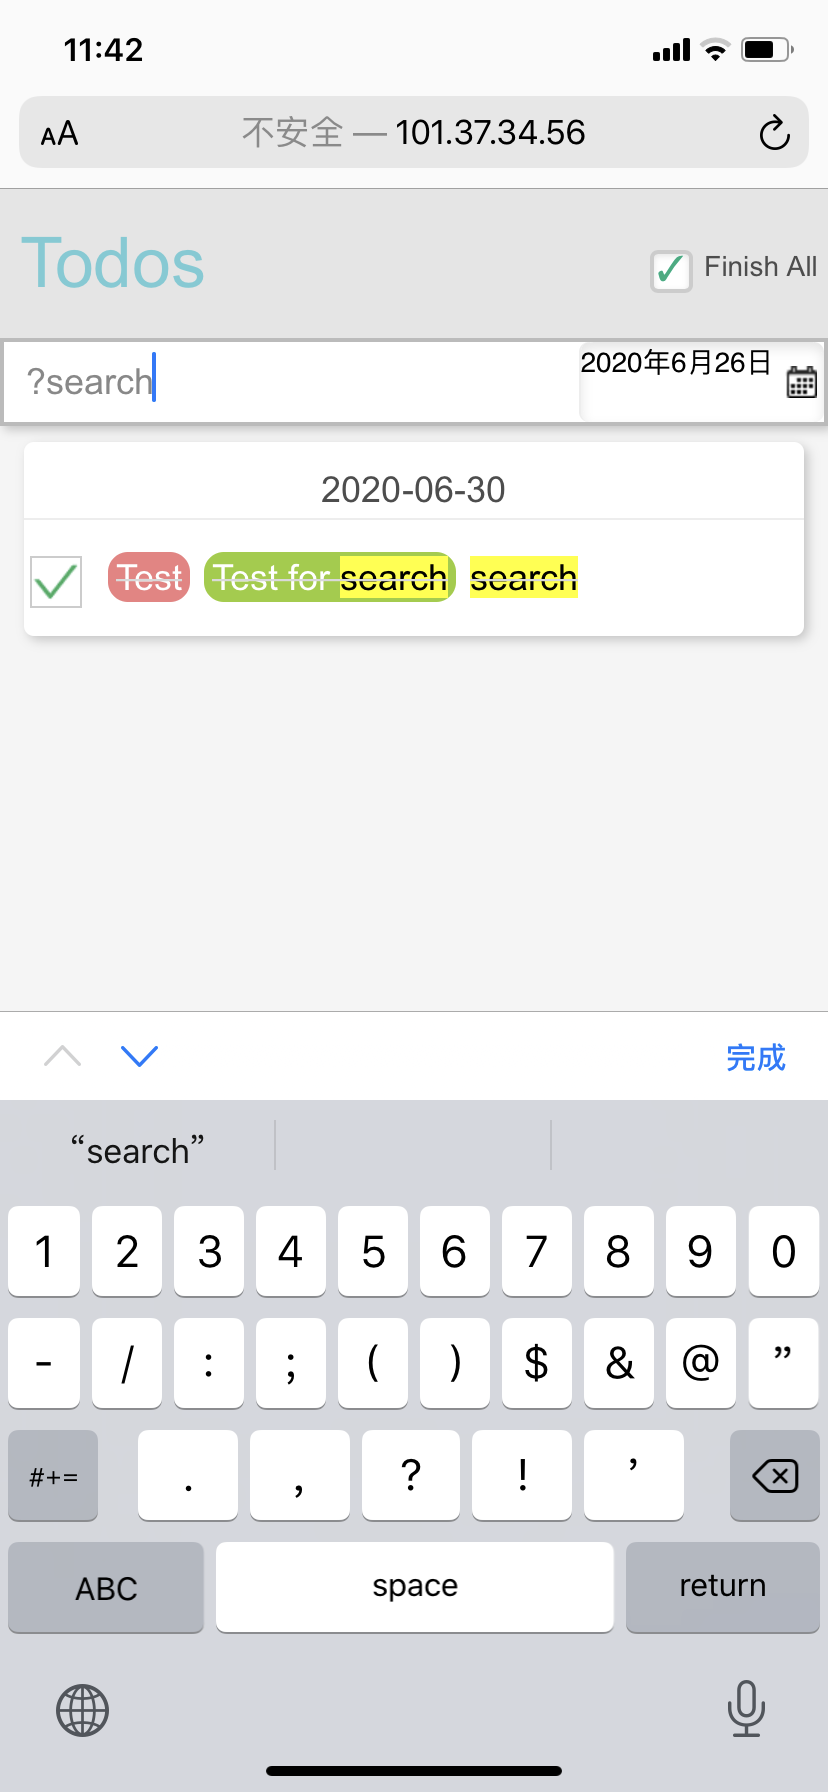 11:42
AA 不安全 — 101.37.34.56
Todos
✓ Finish All
?search 2020年6月26日
2020-06-30
Test Test for search search
完成
“search”
1 2 3 4 5 6 7 8 9 0
- / : ; ( ) $ & @ ”
#+= . , ? ! ’
ABC space return